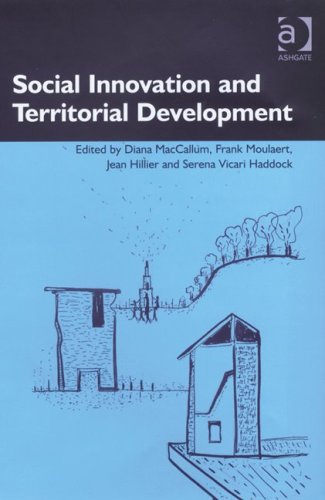 a
ASHGATE
Social Innovation and
Territorial Development
Edited by Diana MacCallum, Frank Moulaert,
Jean Hillier and Serena Vicari Haddock